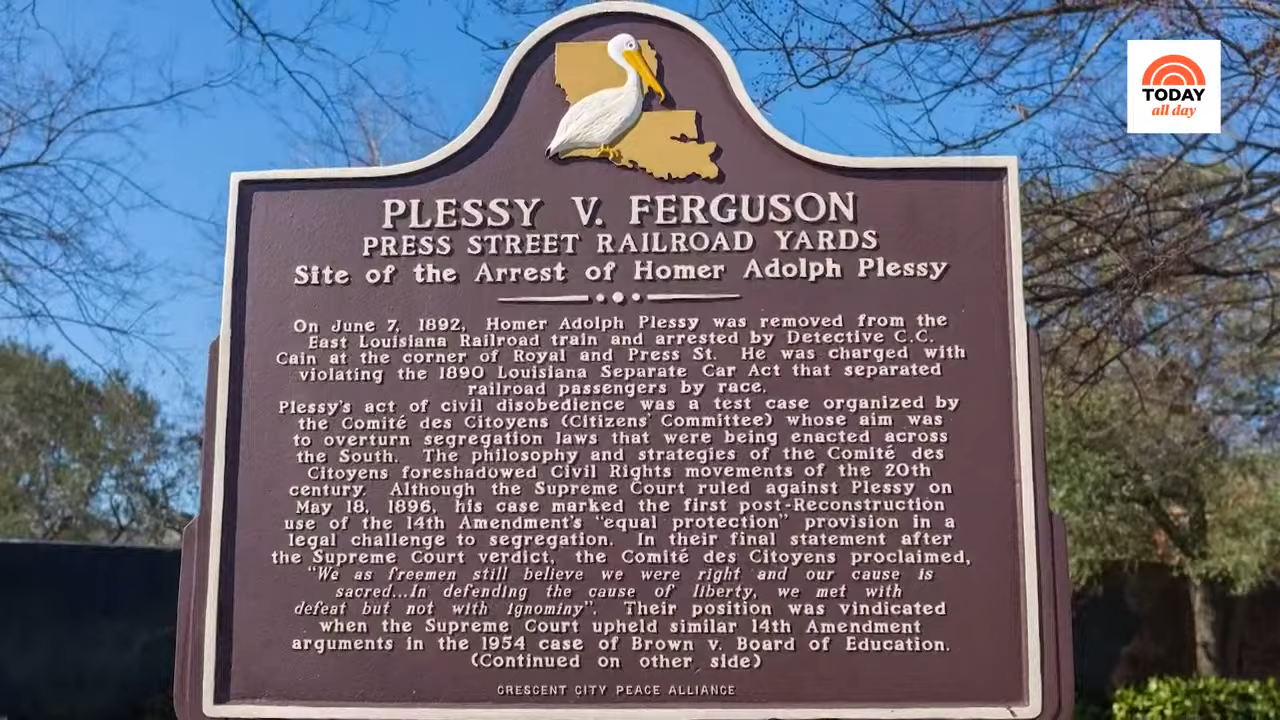 TODAY
all day
PLESSY V. FERGUSON
PRESS STREET RAILROAD YARDS
Site of the Arrest of Homer Adolph Plessy
On June 7, 1892, Homer Adolph Plessy was removed from the
East Louisiana Railroad train and arrested by Detective C.C.
Cain at the corner of Royal and Press St. He was charged with
violating the 1890 Louisiana Separate Car Act that separated
railroad passengers by race.
Plessy's act of civil disobedience was a test case organized by
the Comité des Citoyens (Citizens' Committee) whose aim was
to overturn segregation laws that were being enacted across
the South. The philosophy and strategies of the Comité des
Citoyens foreshadowed Civil Rights movements of the 20th
century. Although the Supreme Court ruled against Plessy on
May 18, 1896, his case marked the first post-Reconstruction
use of the 14th Amendment's "equal protection" provision in a
legal challenge to segregation. In their final statement after
the Supreme Court verdict, the Comité des Citoyens proclaimed,
"We as freemen still believe we were right and our cause is
sacred...In defending the cause of liberty, we met with
defeat but not with ignominy". Their position was vindicated
when the Supreme Court upheld similar 14th Amendment
arguments in the 1954 case of Brown v. Board of Education.
(Continued on other side)
CRESCENT CITY PEACE ALLIANCE